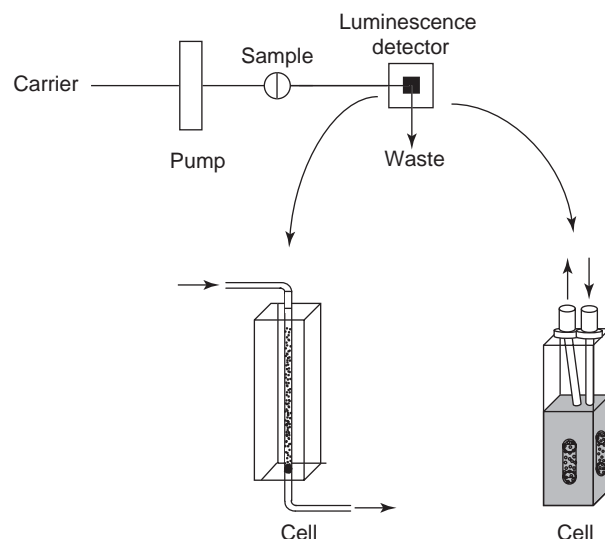 Luminescence
detector
Sample
Carrier
Pump
Waste
Cell
Cell